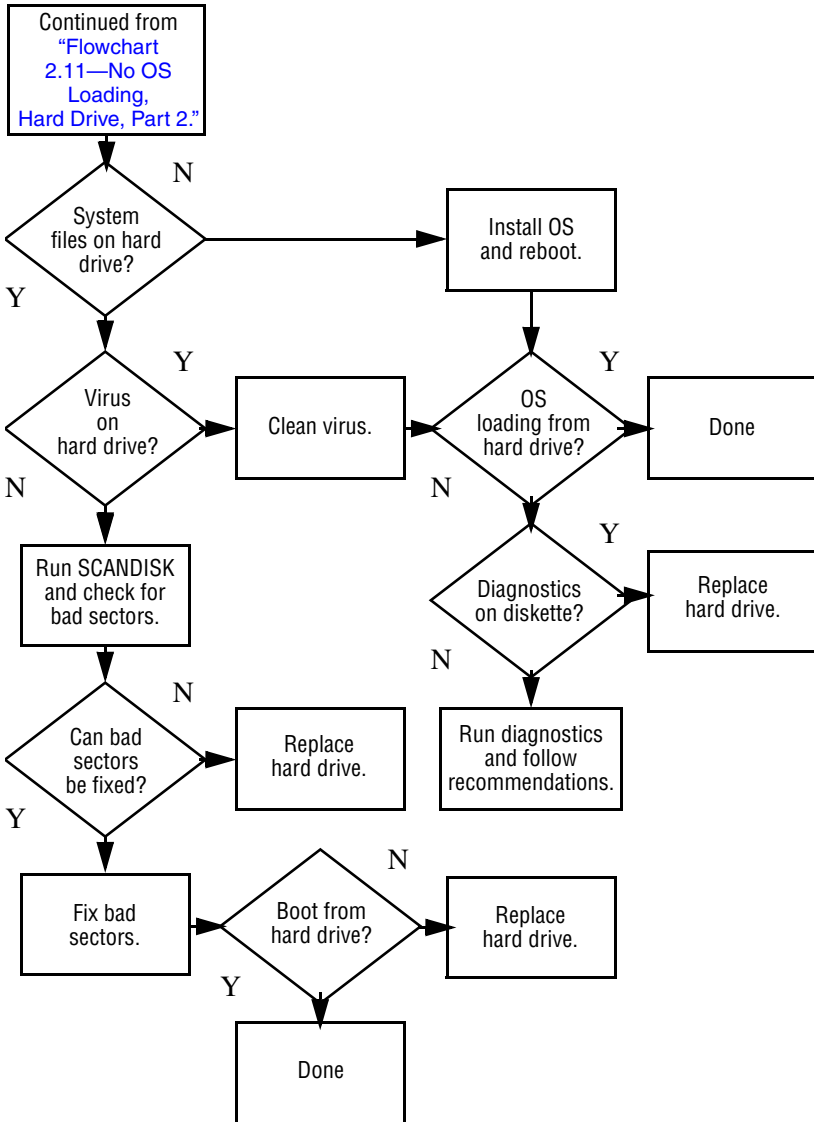 Continued from
“Flowchart
2.11—No OS
Loading,
Hard Drive, Part 2.”
N
System
files on hard
drive?
Install OS
and reboot.
Y
Y
Y
Virus
on
hard drive?
Clean virus.
OS
loading from
hard drive?
Done
N
N
Y
Run SCANDISK
and check for
bad sectors.
Diagnostics
on diskette?
Replace
hard drive.
N
N
Can bad
sectors
be fixed?
Replace
hard drive.
Run diagnostics
and follow
recommendations.
Y
N
Fix bad
sectors.
Boot from
hard drive?
Replace
hard drive.
Y
Done